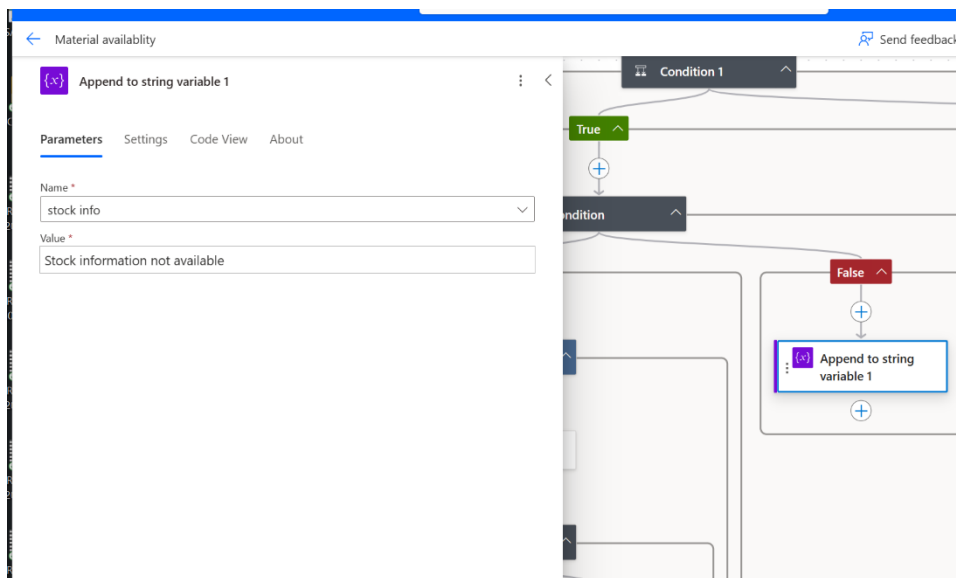 Material availablity
Send feedback
{x} Append to string variable 1
Parameters Settings Code View About
Name *
stock info
Value *
Stock information not available
Condition 1
True
ndition
False
{x} Append to string
variable 1